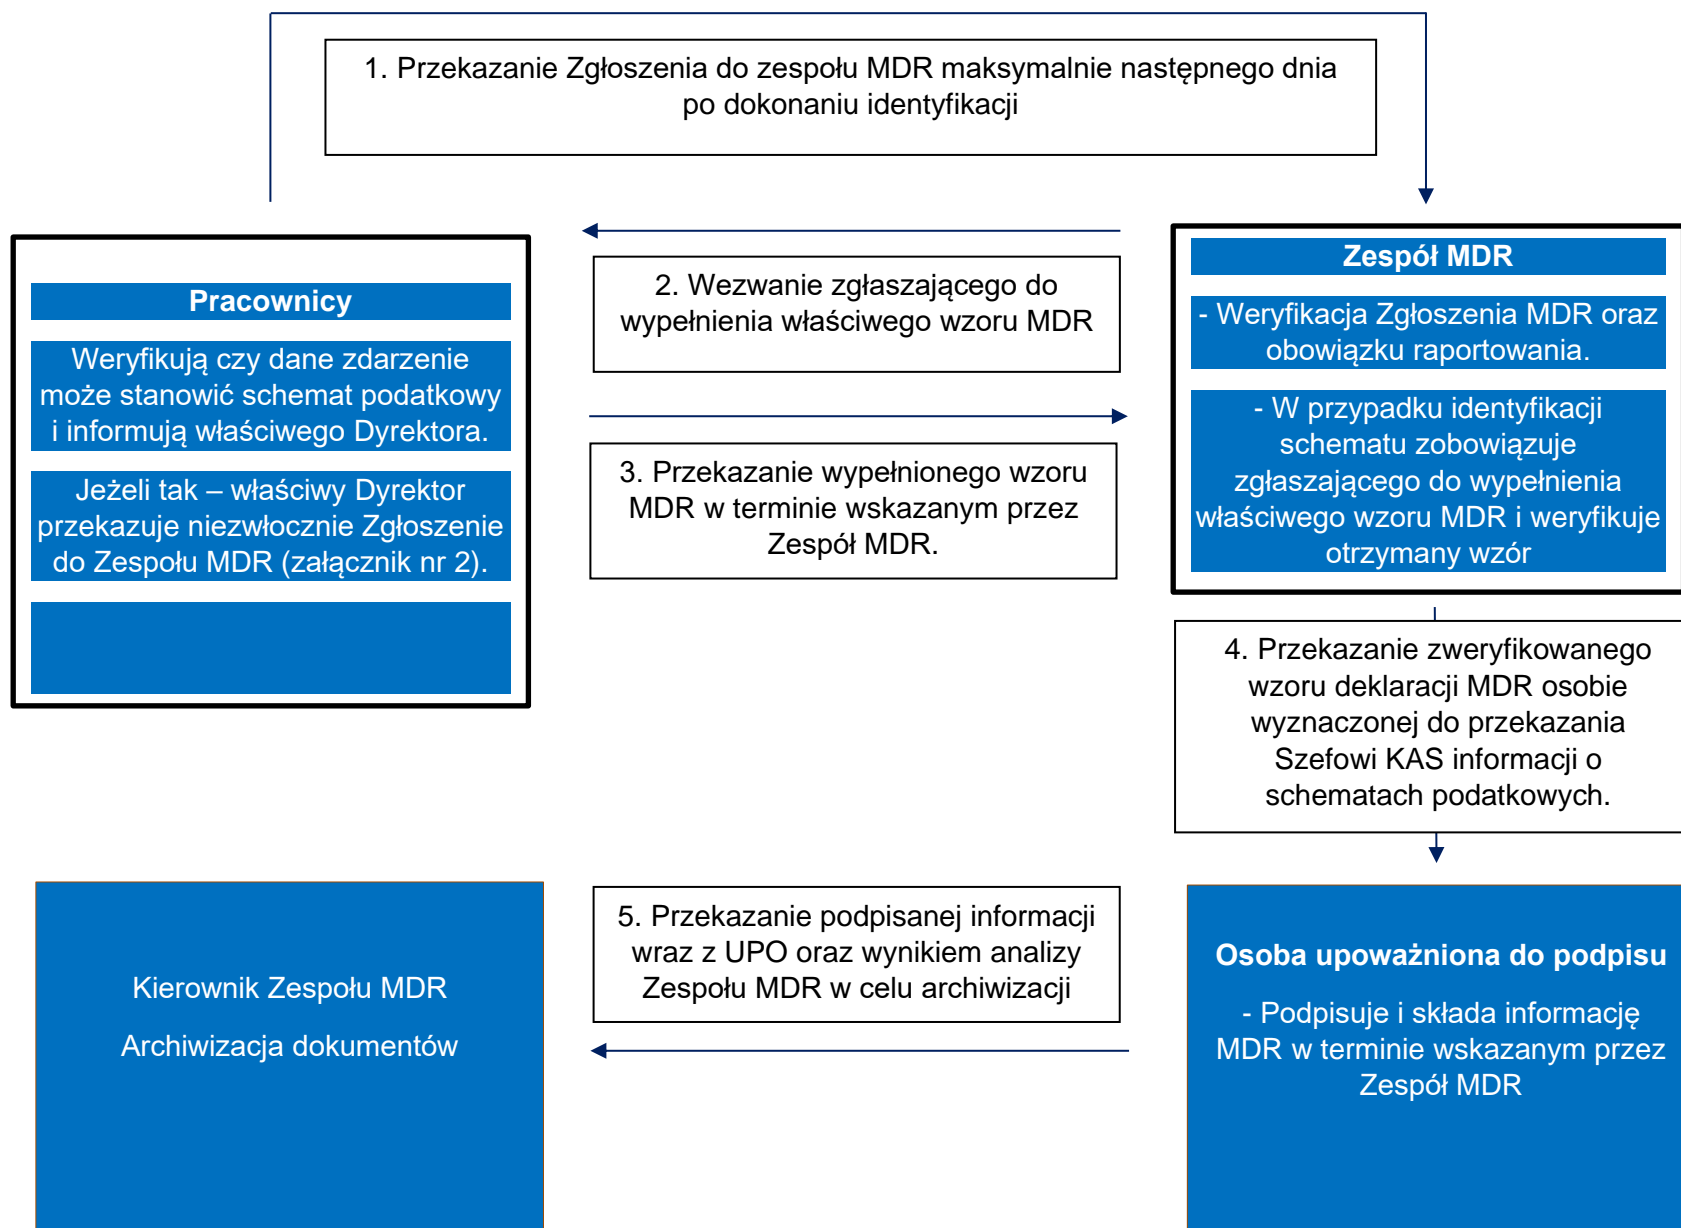 1. Przekazanie Zgłoszenia do zespołu MDR maksymalnie następnego dnia
po dokonaniu identyfikacji
Pracownicy
Weryfikują czy dane zdarzenie
może stanowić schemat podatkowy
i informują właściwego Dyrektora.
Jeżeli tak – właściwy Dyrektor
przekazuje niezwłocznie Zgłoszenie
do Zespołu MDR (załącznik nr 2).
2. Wezwanie zgłaszającego do
wypełnienia właściwego wzoru MDR
3. Przekazanie wypełnionego wzoru
MDR w terminie wskazanym przez
Zespół MDR.
Zespół MDR
- Weryfikacja Zgłoszenia MDR oraz
obowiązku raportowania.
- W przypadku identyfikacji
schematu zobowiązuje
zgłaszającego do wypełnienia
właściwego wzoru MDR i weryfikuje
otrzymany wzór
4. Przekazanie zweryfikowanego
wzoru deklaracji MDR osobie
wyznaczonej do przekazania
Szefowi KAS informacji o
schematach podatkowych.
Kierownik Zespołu MDR
Archiwizacja dokumentów
5. Przekazanie podpisanej informacji
wraz z UPO oraz wynikiem analizy
Zespołu MDR w celu archiwizacji
Osoba upoważniona do podpisu
- Podpisuje i składa informację
MDR w terminie wskazanym przez
Zespół MDR